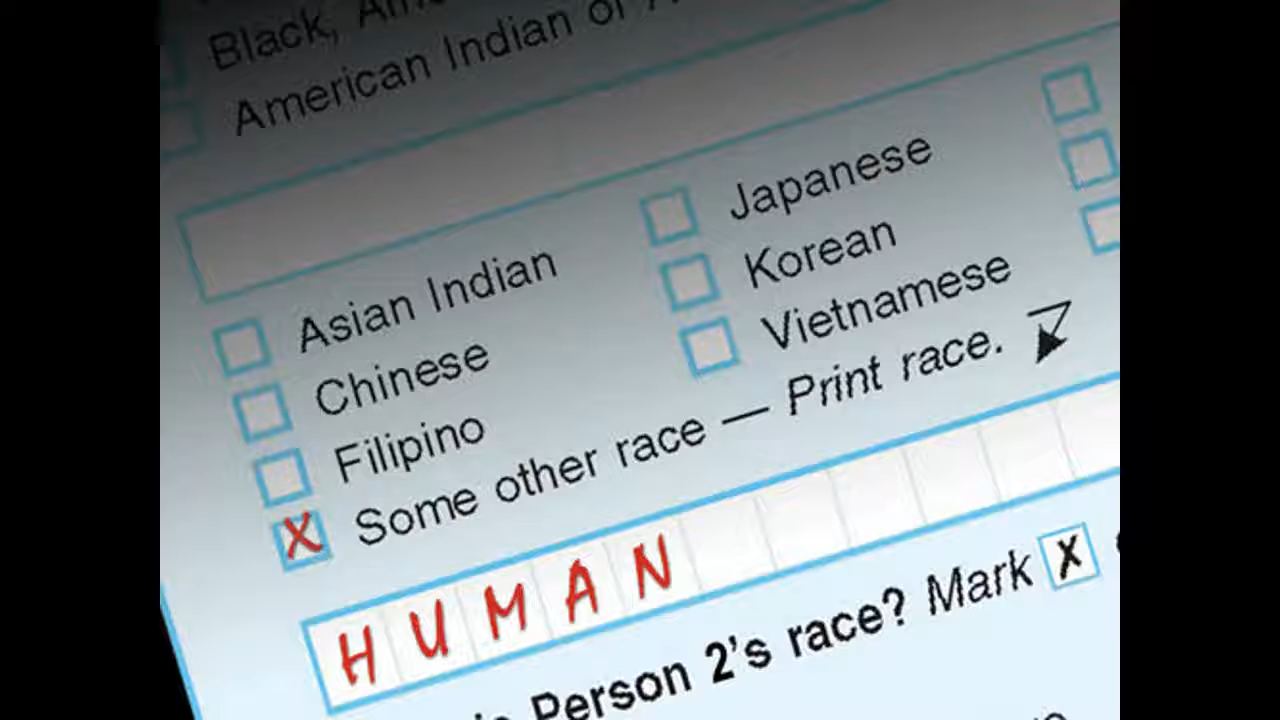 Black,
American Indian or
Asian Indian
Chinese
Filipino
Japanese
Korean
Vietnamese
X Some other race — Print race.
HUMAN
Person 2's race? Mark X